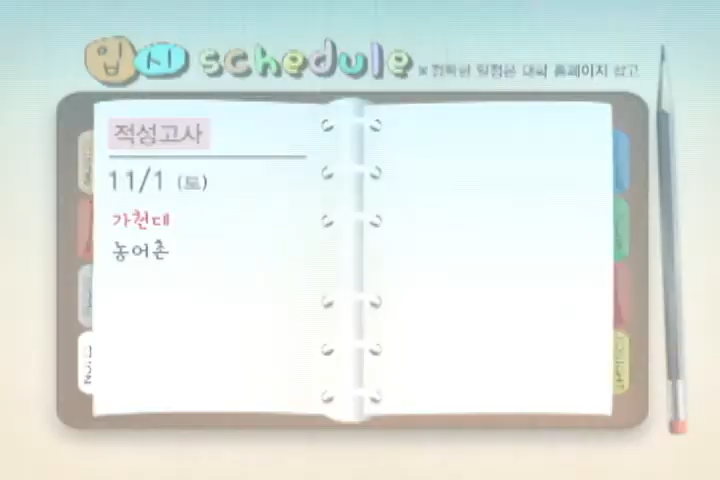 입시 schedule ※ 정확한 일정은 대학 홈페이지 참고
적성고사
11/1 (토)
가천대
농어촌